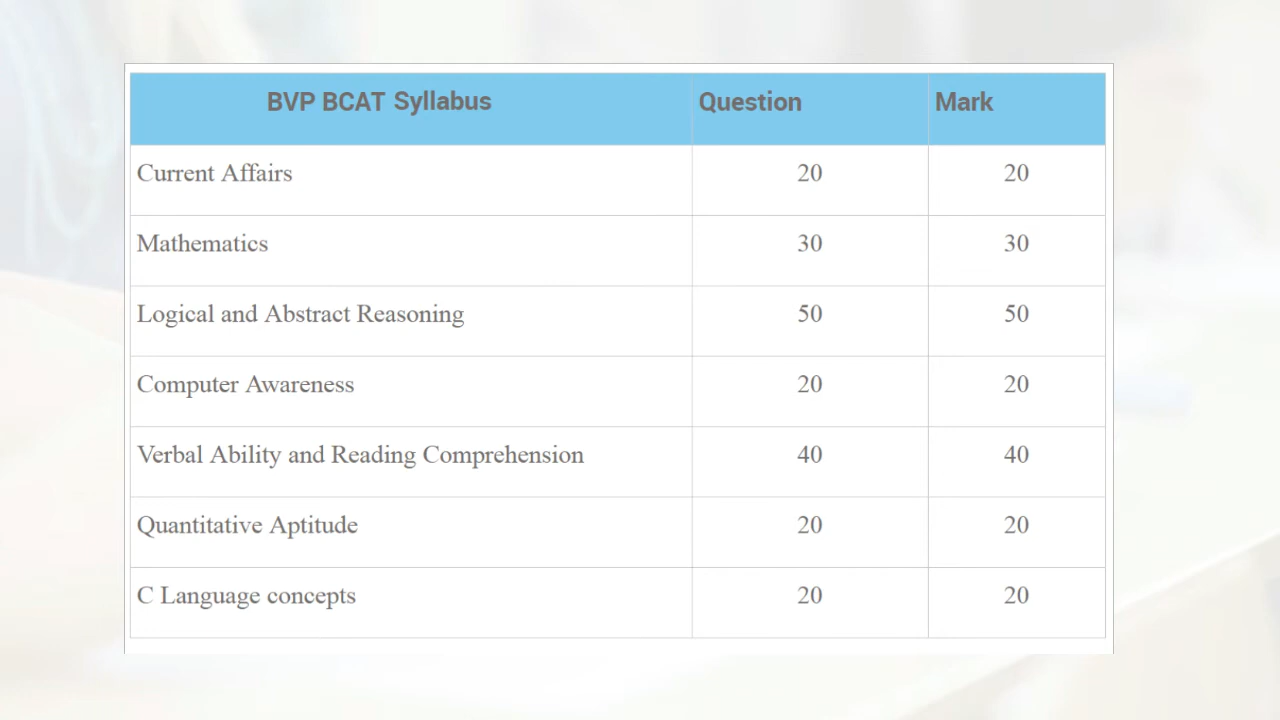 BVP BCAT Syllabus Question Mark
Current Affairs 20 20
Mathematics 30 30
Logical and Abstract Reasoning 50 50
Computer Awareness 20 20
Verbal Ability and Reading Comprehension 40 40
Quantitative Aptitude 20 20
C Language concepts 20 20